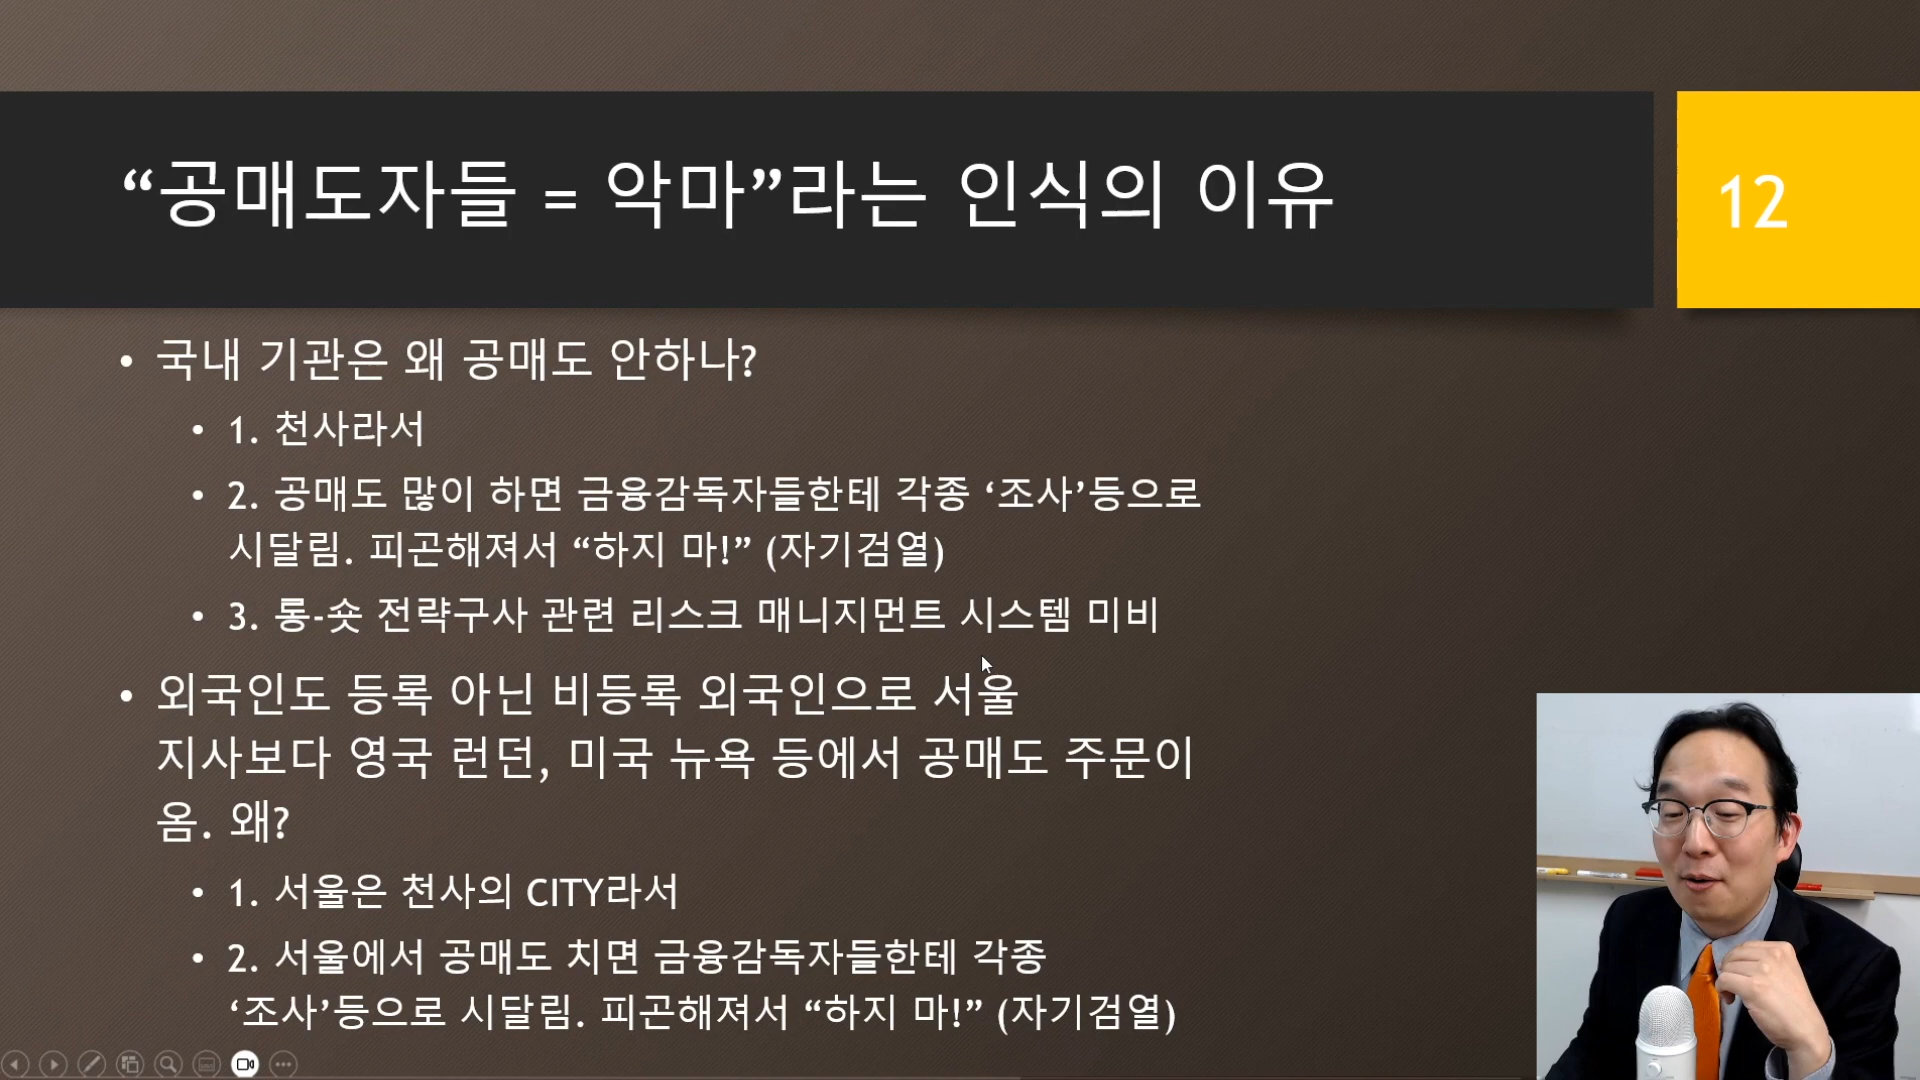 “공매도자들 = 악마”라는 인식의 이유
12
• 국내 기관은 왜 공매도 안하나?
• 1. 천사라서
• 2. 공매도 많이 하면 금융감독자들한테 각종 ‘조사’등으로
시달림. 피곤해져서 “하지 마!” (자기검열)
• 3. 롱-숏 전략구사 관련 리스크 매니지먼트 시스템 미비
• 외국인도 등록 아닌 비등록 외국인으로 서울
지사보다 영국 런던, 미국 뉴욕 등에서 공매도 주문이
옴. 왜?
• 1. 서울은 천사의 CITY라서
• 2. 서울에서 공매도 치면 금융감독자들한테 각종
‘조사’등으로 시달림. 피곤해져서 “하지 마!” (자기검열)